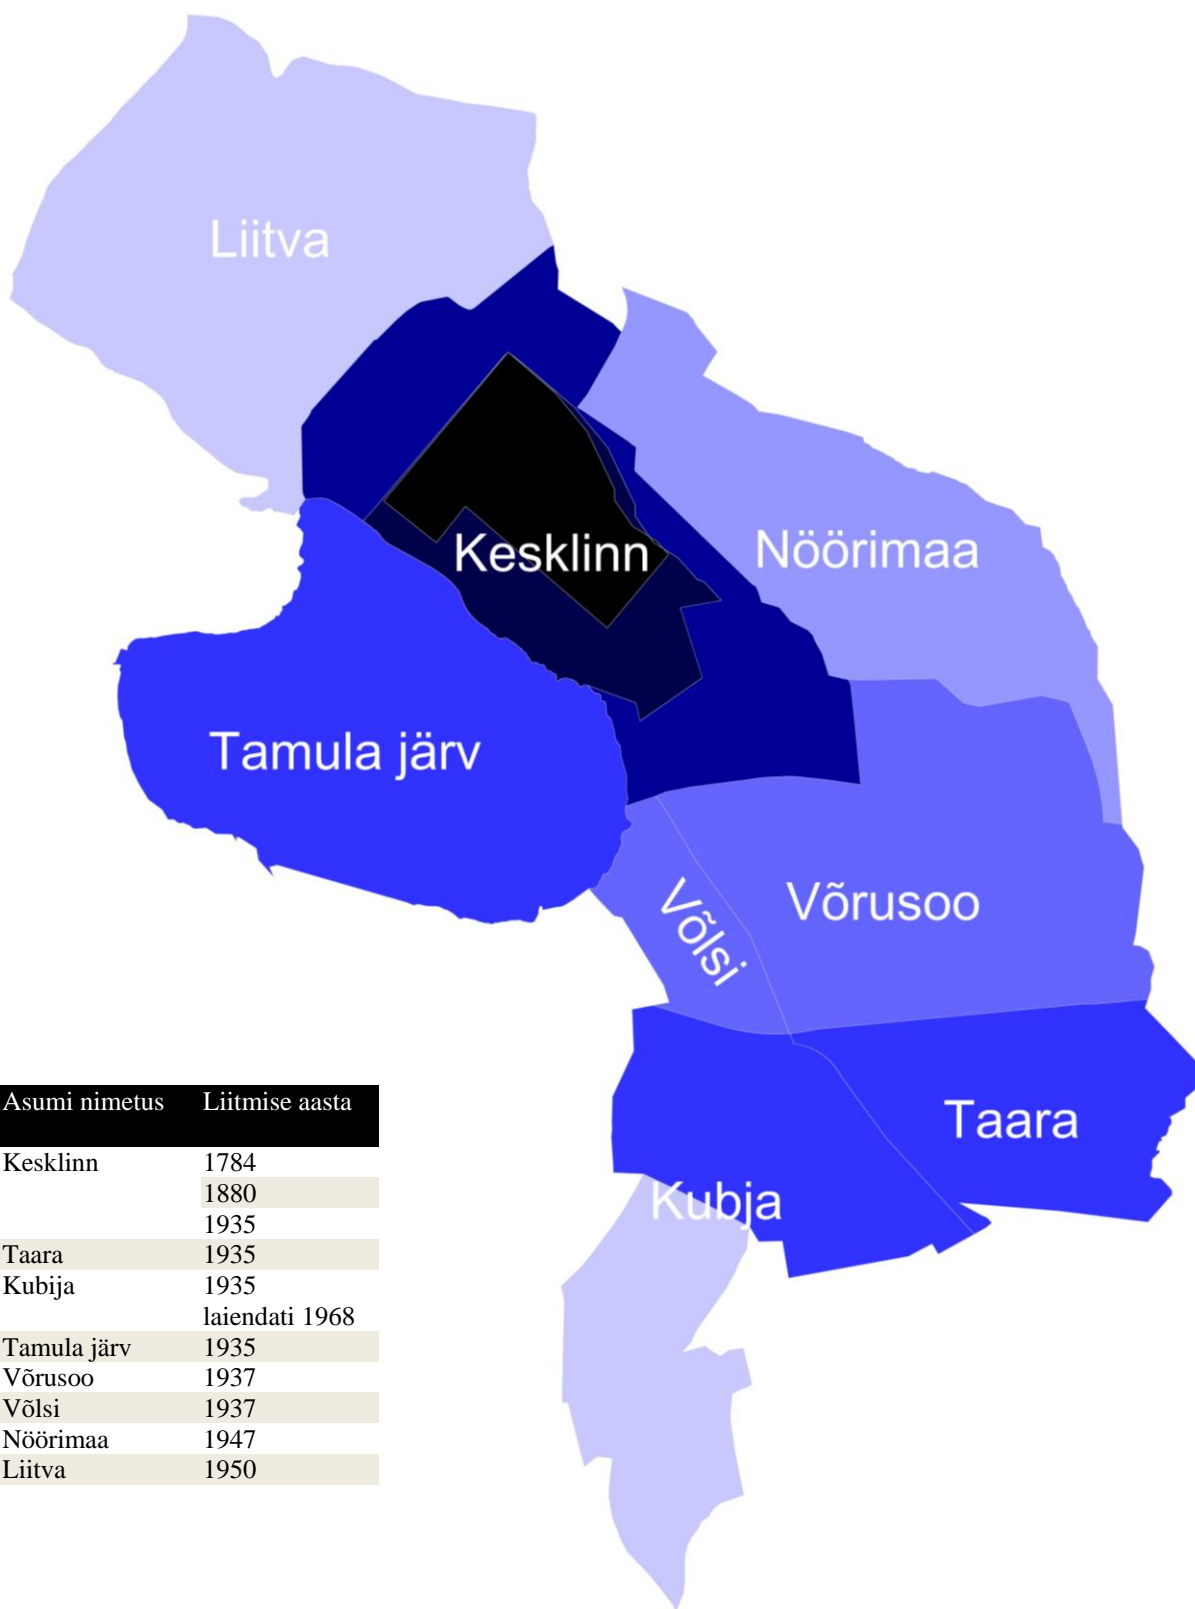 Liitva
Kesklinn
Nöörimaa
Tamula järv
Võrusoo
Võlsi
Taara
Kubja
Asumi nimetus Liitmise aasta
Kesklinn 1784
1880
1935
Taara 1935
Kubija 1935
laiendati 1968
Tamula järv 1935
Võrusoo 1937
Võlsi 1937
Nöörimaa 1947
Liitva 1950